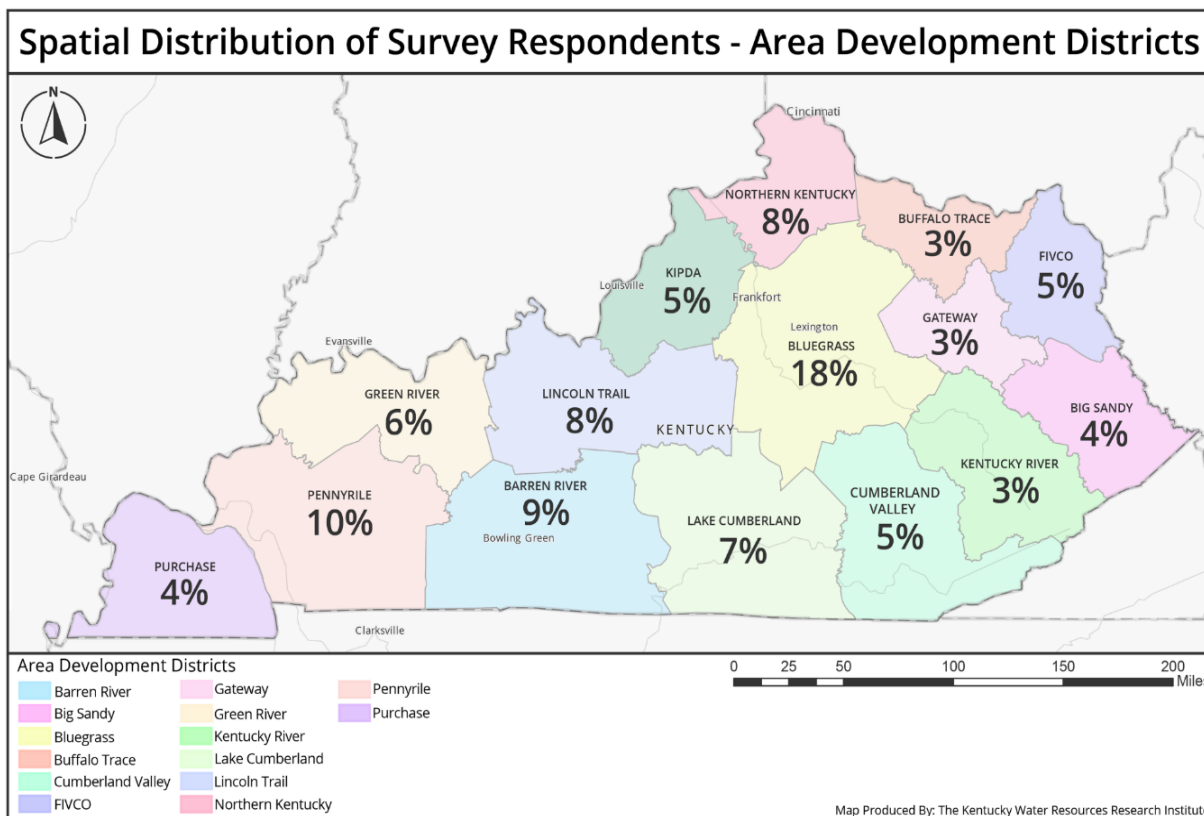 Spatial Distribution of Survey Respondents - Area Development Districts
N
Cincinnati
NORTHERN KENTUCKY
8%
BUFFALO TRACE
3%
FIVCO
5%
KIPDA
5%
Louisville
Frankfort
GATEWAY
3%
Lexington
BLUEGRASS
18%
Evansville
GREEN RIVER
6%
LINCOLN TRAIL
8%
KENTUCKY
BIG SANDY
4%
KENTUCKY RIVER
3%
Cape Girardeau
PENNYRILE
10%
BARREN RIVER
9%
Bowling Green
LAKE CUMBERLAND
7%
CUMBERLAND
VALLEY
5%
PURCHASE
4%
Clarksville
Area Development Districts
Barren River
Big Sandy
Bluegrass
Buffalo Trace
Cumberland Valley
FIVCO
Gateway
Green River
Kentucky River
Lake Cumberland
Lincoln Trail
Northern Kentucky
Pennyrile
Purchase
0 25 50 100 150 200
Miles
Map Produced By: The Kentucky Water Resources Research Institute